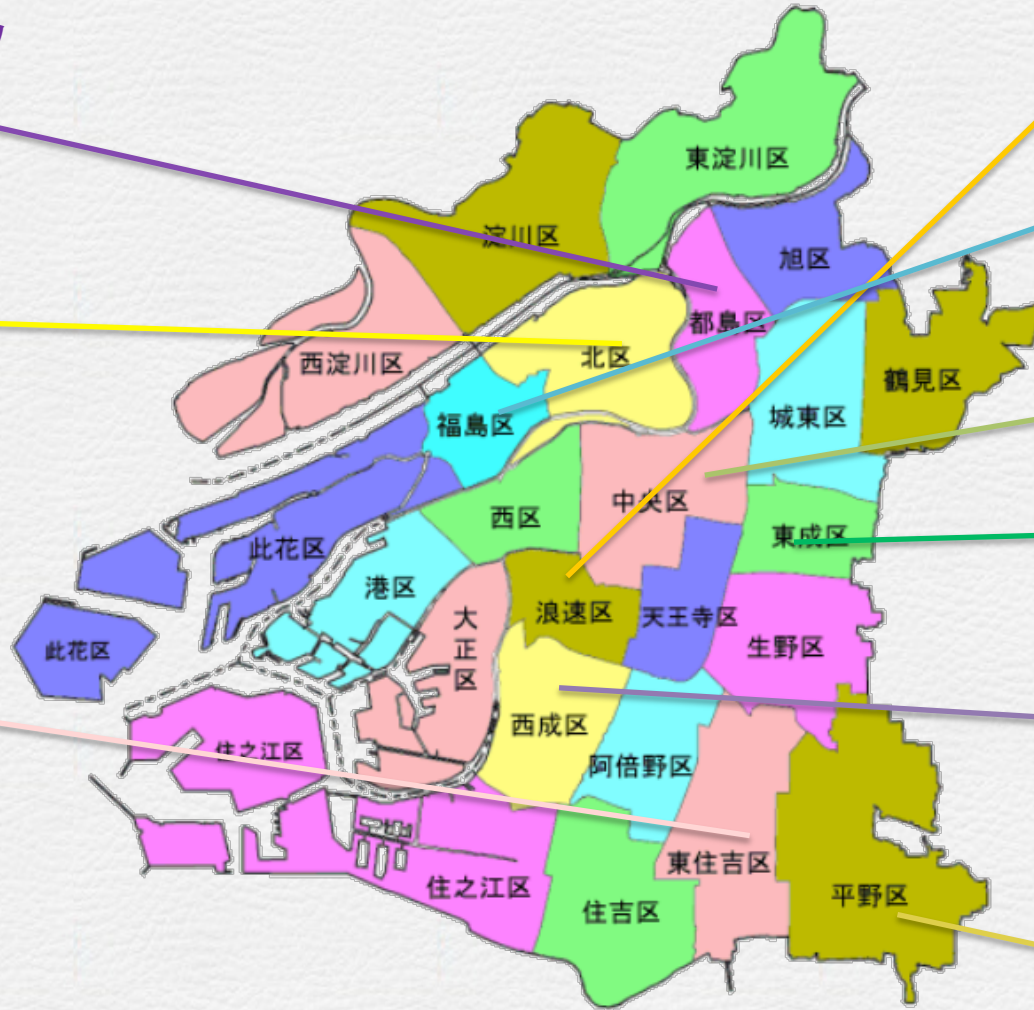 東淀川区
淀川区
旭区
都島区
北区
西淀川区
鶴見区
城東区
福島区
中央区
西区
東成区
此花区
港区
浪速区
天王寺区
大正区
生野区
此花区
西成区
住之江区
阿倍野区
東住吉区
住之江区
平野区
住吉区